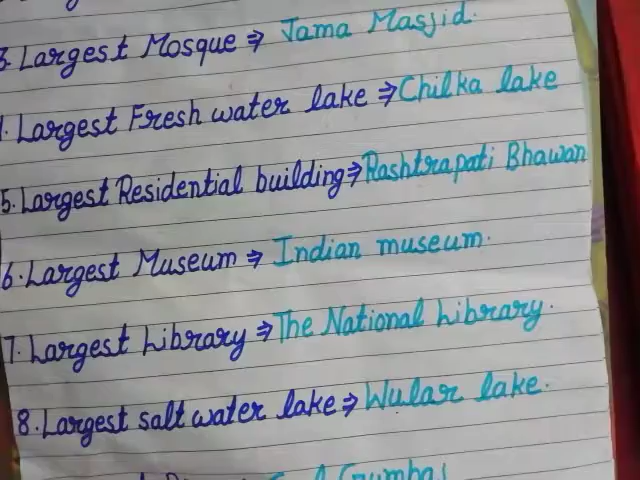 3. Largest Mosque ⇒ Jama Masjid.
4. Largest Fresh water lake ⇒ Chilka lake
5. Largest Residential building ⇒ Rashtrapati Bhawan
6. Largest Museum ⇒ Indian museum.
7. Largest Library ⇒ The National Library.
8. Largest salt water lake ⇒ Wular lake.